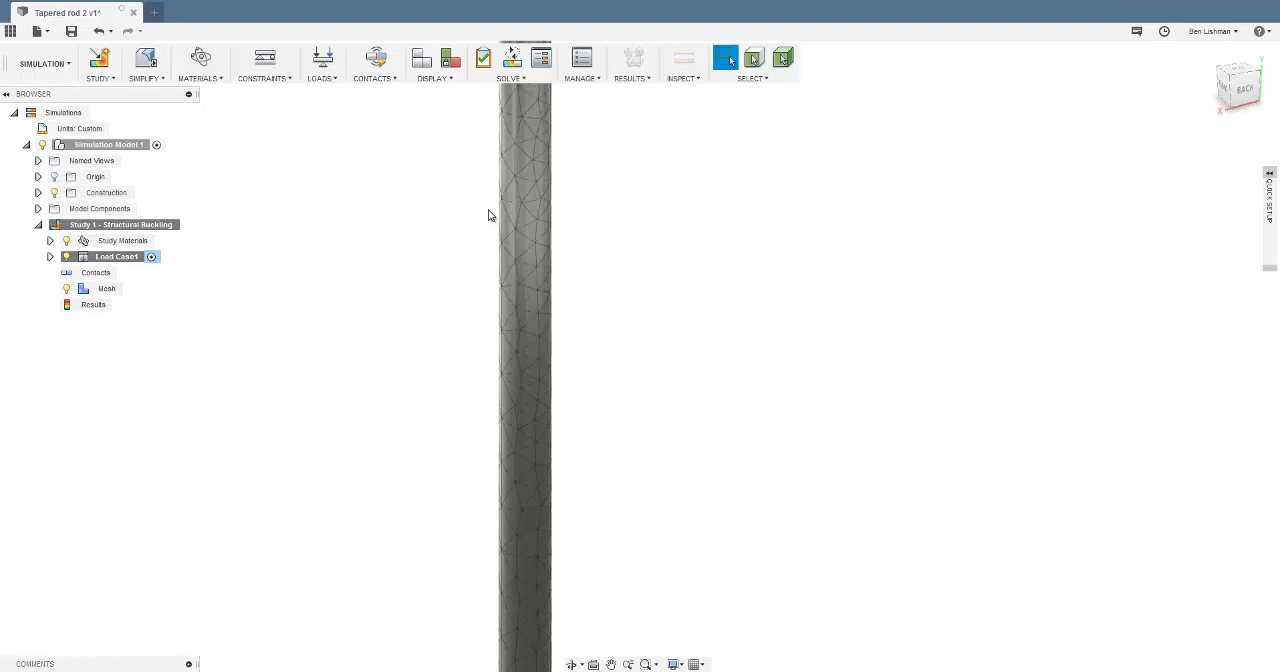 Tapered rod 2 v1*
Ben Lishman
SIMULATION
STUDY
SIMPLIFY
MATERIALS
CONSTRAINTS
LOADS
CONTACTS
DISPLAY
SOLVE
MANAGE
RESULTS
INSPECT
SELECT
BROWSER
Simulations
Units: Custom
Simulation Model 1
Named Views
Origin
Construction
Model Components
Study 1 - Structural Buckling
Study Materials
Load Case1
Contacts
Mesh
Results
Y
BACK
X
QUICK SETUP
COMMENTS